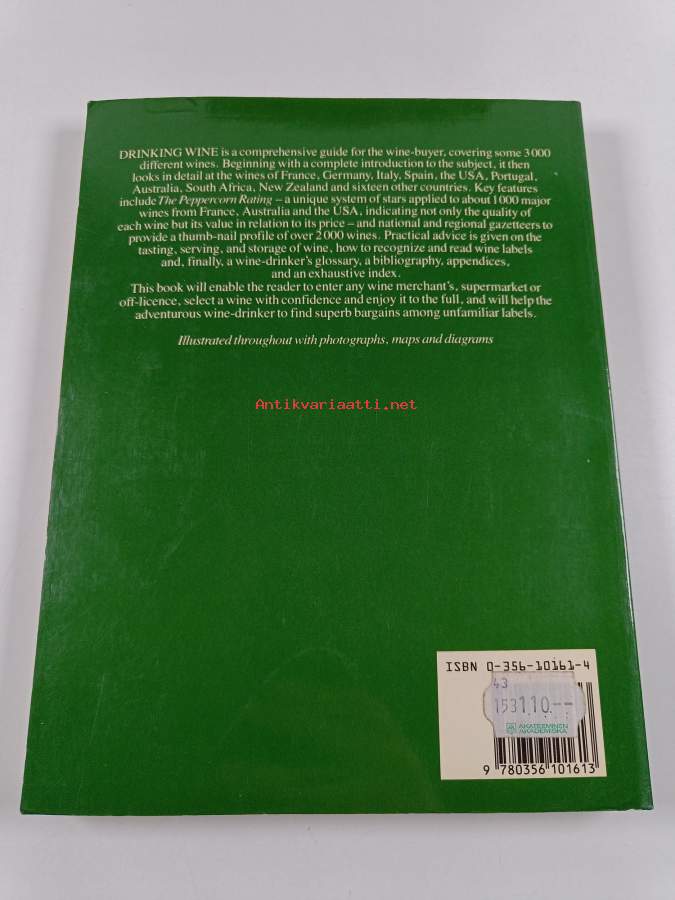 DRINKING WINE is a comprehensive guide for the wine-buyer, covering some 3000
different wines. Beginning with a complete introduction to the subject, it then
looks in detail at the wines of France, Germany, Italy, Spain, the USA, Portugal,
Australia, South Africa, New Zealand and sixteen other countries. Key features
include The Peppercorn Rating – a unique system of stars applied to about 1000 major
wines from France, Australia and the USA, indicating not only the quality of
each wine but its value in relation to its price – and national and regional gazetteers to
provide a thumb-nail profile of over 2000 wines. Practical advice is given on the
tasting, serving, and storage of wine, how to recognize and read wine labels
and, finally, a wine-drinker's glossary, a bibliography, appendices,
and an exhaustive index.
This book will enable the reader to enter any wine merchant's, supermarket or
off-licence, select a wine with confidence and enjoy it to the full, and will help the
adventurous wine-drinker to find superb bargains among unfamiliar labels.
Illustrated throughout with photographs, maps and diagrams
Antikvariaatti.net
ISBN 0-356-10161-4
43
153110.--
AKATEEMINEN
AKADEMISKA
9 780356 101613